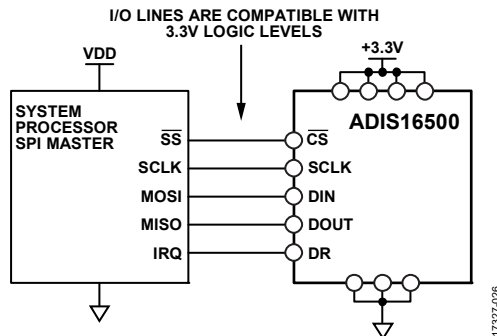 I/O LINES ARE COMPATIBLE WITH
3.3V LOGIC LEVELS
VDD
+3.3V
SYSTEM
PROCESSOR
SPI MASTER
ADIS16500
SS
CS
SCLK
SCLK
MOSI
DIN
MISO
DOUT
IRQ
DR
17327-026